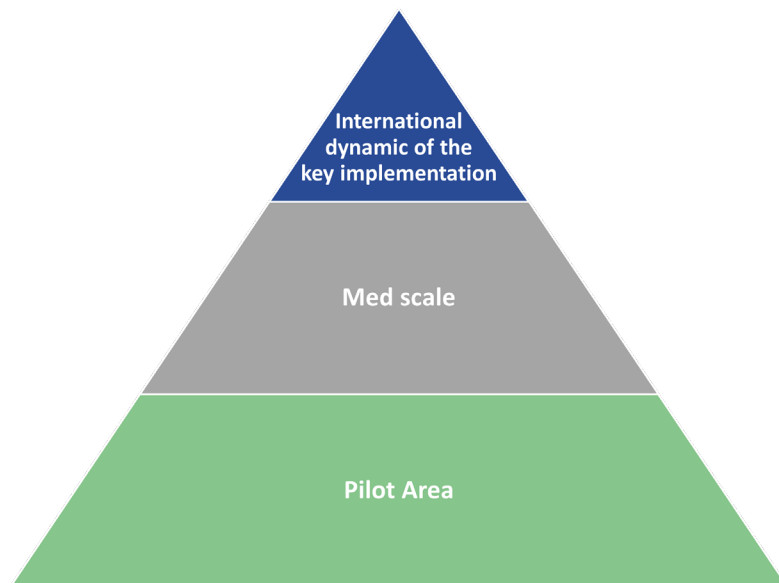 International
dynamic of the
key implementation
Med scale
Pilot Area